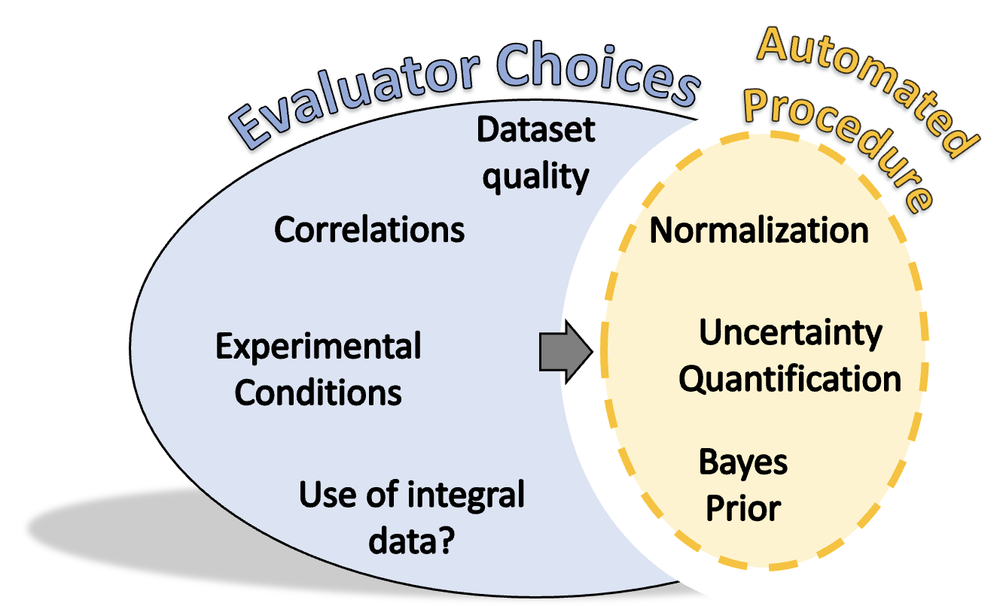 Evaluator Choices
Automated
Procedure
Dataset
quality
Correlations
Experimental
Conditions
Use of integral
data?
Normalization
Uncertainty
Quantification
Bayes
Prior